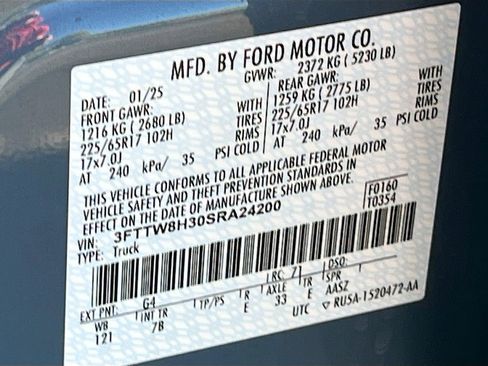 MFD. BY FORD MOTOR CO.
DATE: 01/25 GVWR: 2372 KG ( 5230 LB)
FRONT GAWR: REAR GAWR:
1216 KG ( 2680 LB) WITH 1259 KG ( 2775 LB) WITH
225/65R17 102H TIRES 225/65R17 102H TIRES
17x7.0J RIMS 17x7.0J RIMS
AT 240 kPa/ 35 PSI COLD AT 240 kPa/ 35 PSI COLD
THIS VEHICLE CONFORMS TO ALL APPLICABLE FEDERAL MOTOR
VEHICLE SAFETY AND THEFT PREVENTION STANDARDS IN
EFFECT ON THE DATE OF MANUFACTURE SHOWN ABOVE.
VIN: 3FTTW8H30SRA24200 F0160
TYPE: Truck T0354
EXT PNT: G4 LRC: 71 DSO:
WB INT TR TP/PS R AXLE TR SPR
121 7B E 33 E AASZ
UTC ▽ RUSA-1520472-AA